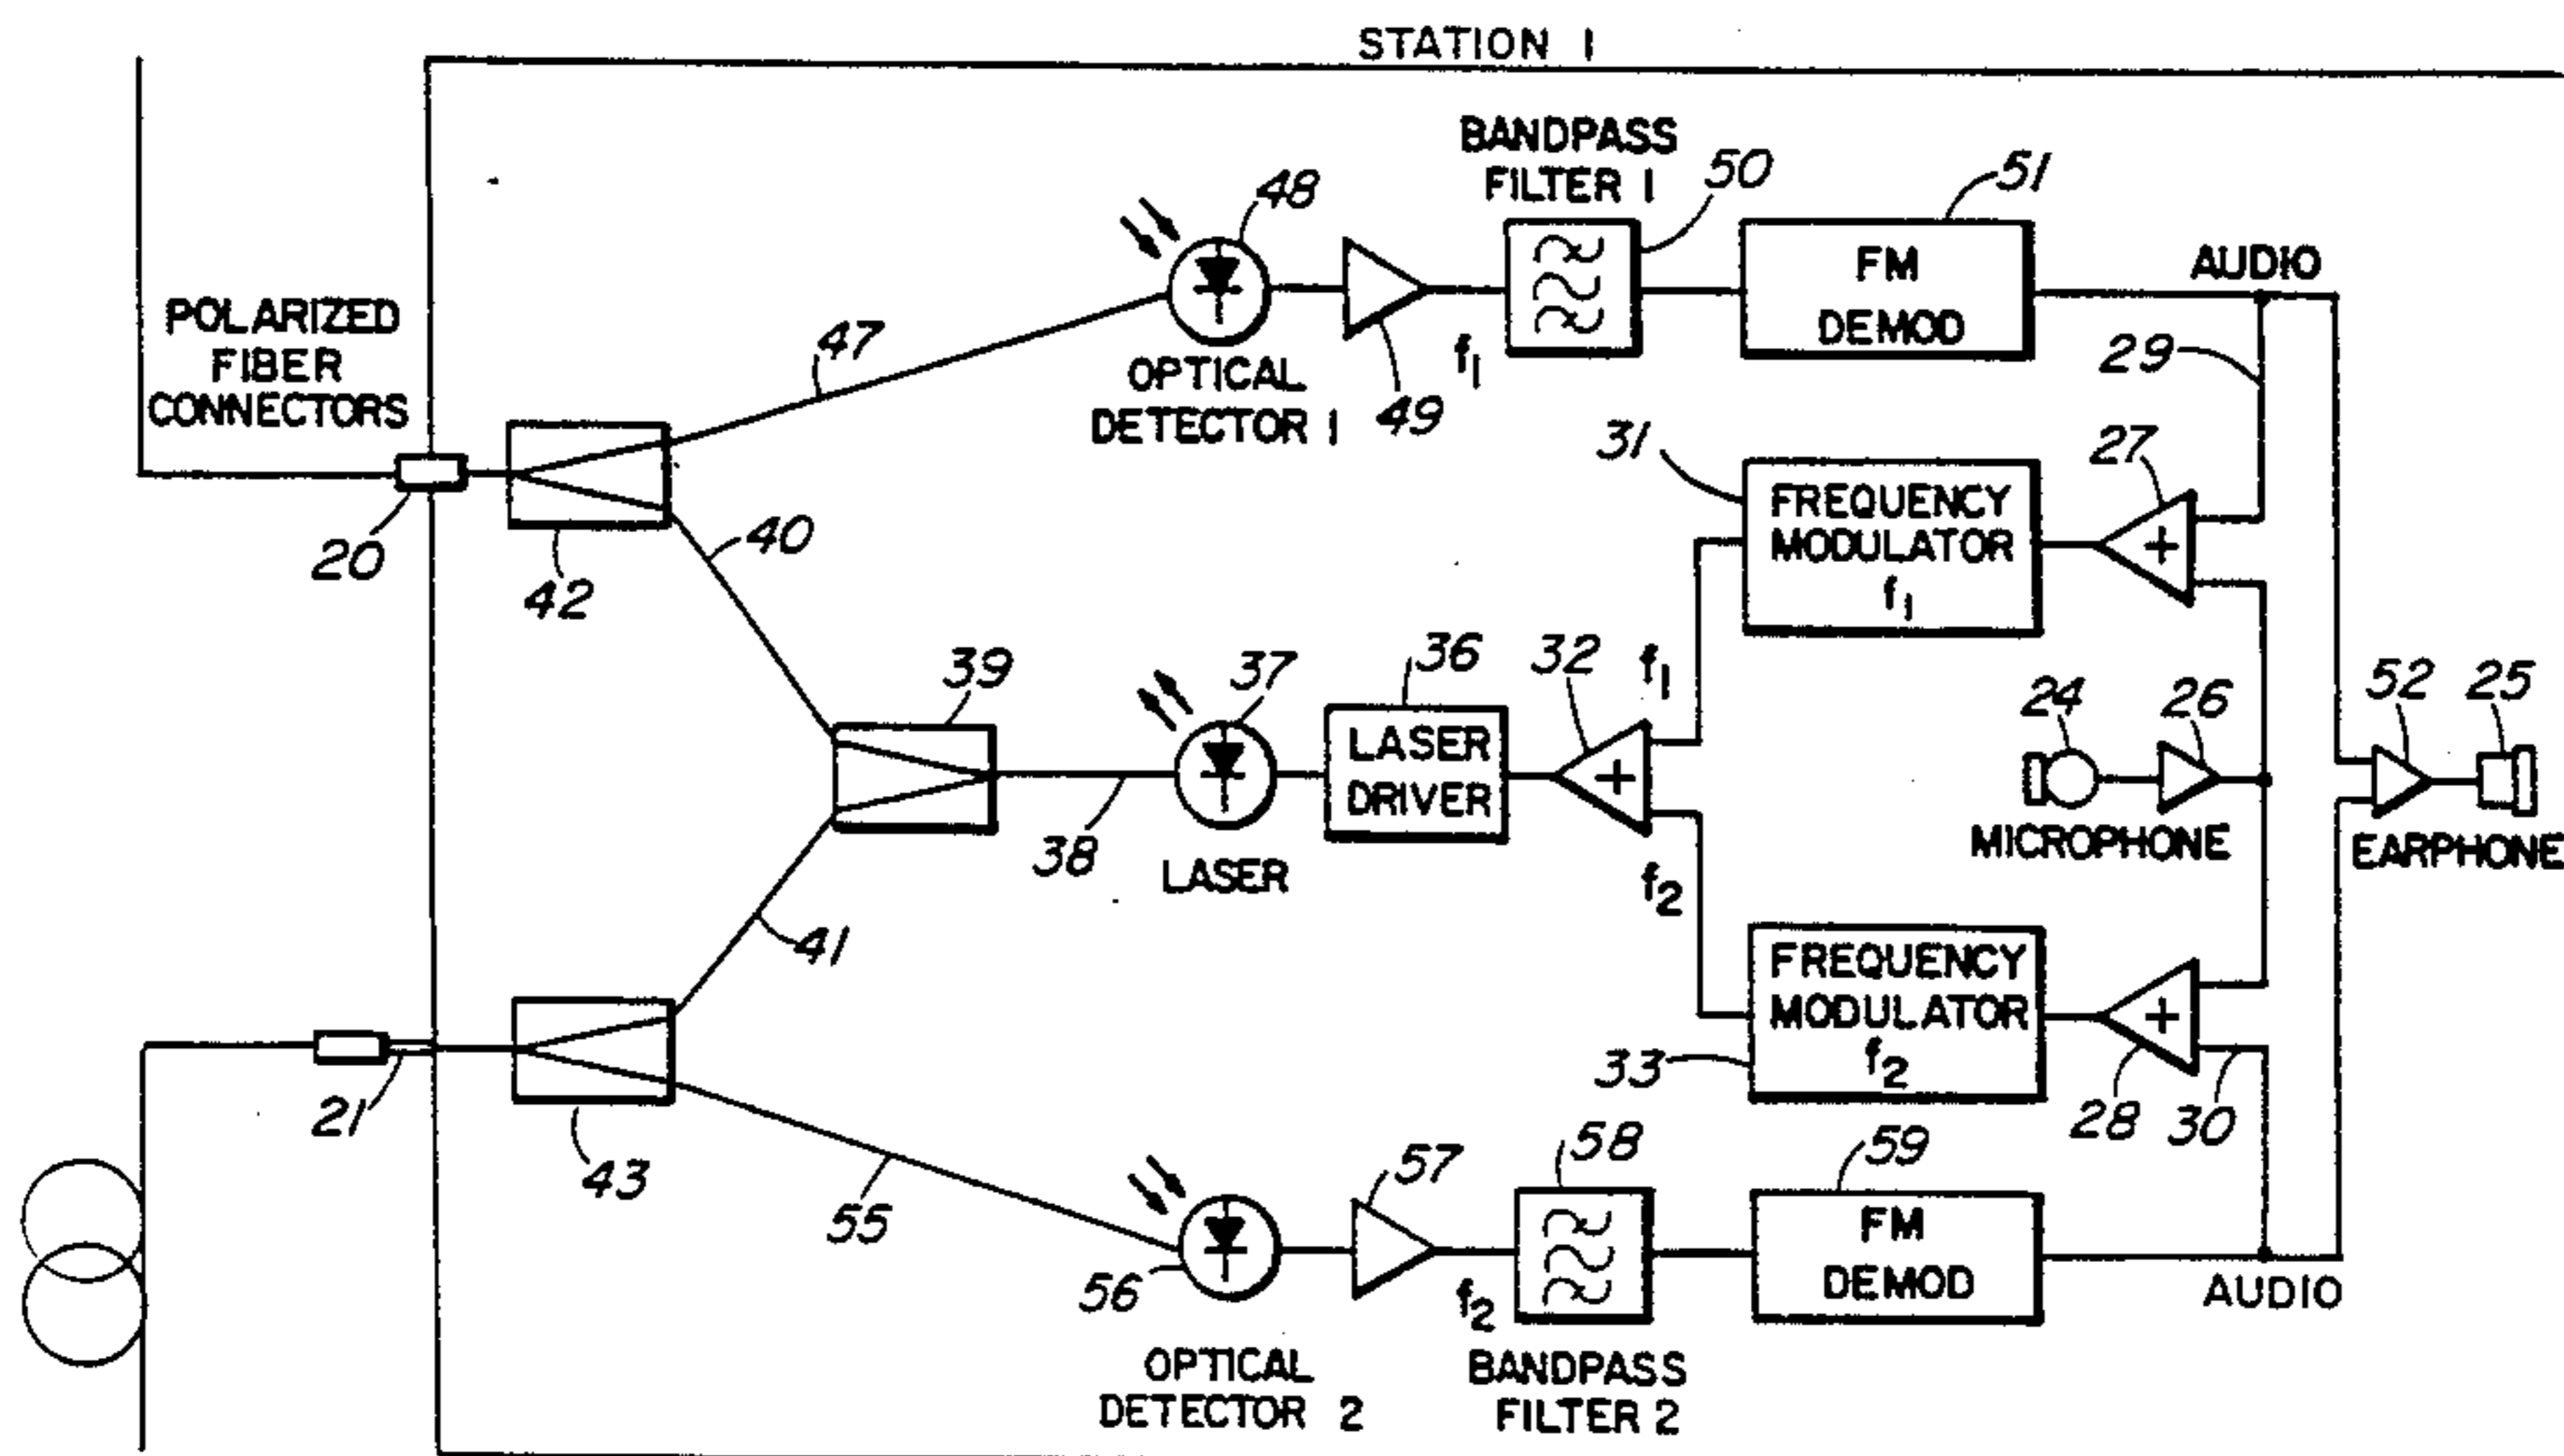 STATION 1
BANDPASS
FILTER 1
50
51
48
AUDIO
FM
DEMOD
POLARIZED
FIBER
CONNECTORS
47
OPTICAL
DETECTOR 1
f1
49
29
31
27
FREQUENCY
MODULATOR
f1
20
42
40
39
37
36
32
f1
24
26
52
25
LASER
DRIVER
38
LASER
f2
MICROPHONE
EARPHONE
41
FREQUENCY
MODULATOR
f2
33
28
30
21
43
55
57
58
59
FM
DEMOD
56
f2
AUDIO
OPTICAL
DETECTOR 2
BANDPASS
FILTER 2